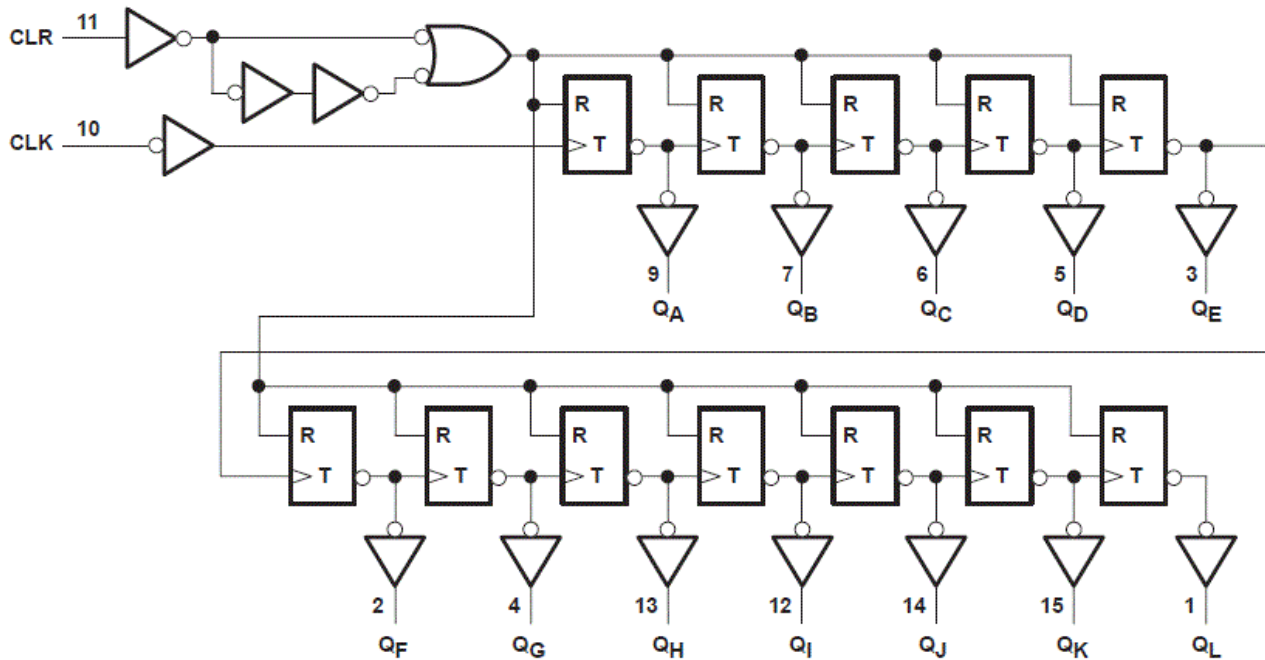 CLR 11
CLK 10
R R R R R
T T T T T
9 7 6 5 3
QA QB QC QD QE
R R R R R R R
T T T T T T T
2 4 13 12 14 15 1
QF QG QH QI QJ QK QL